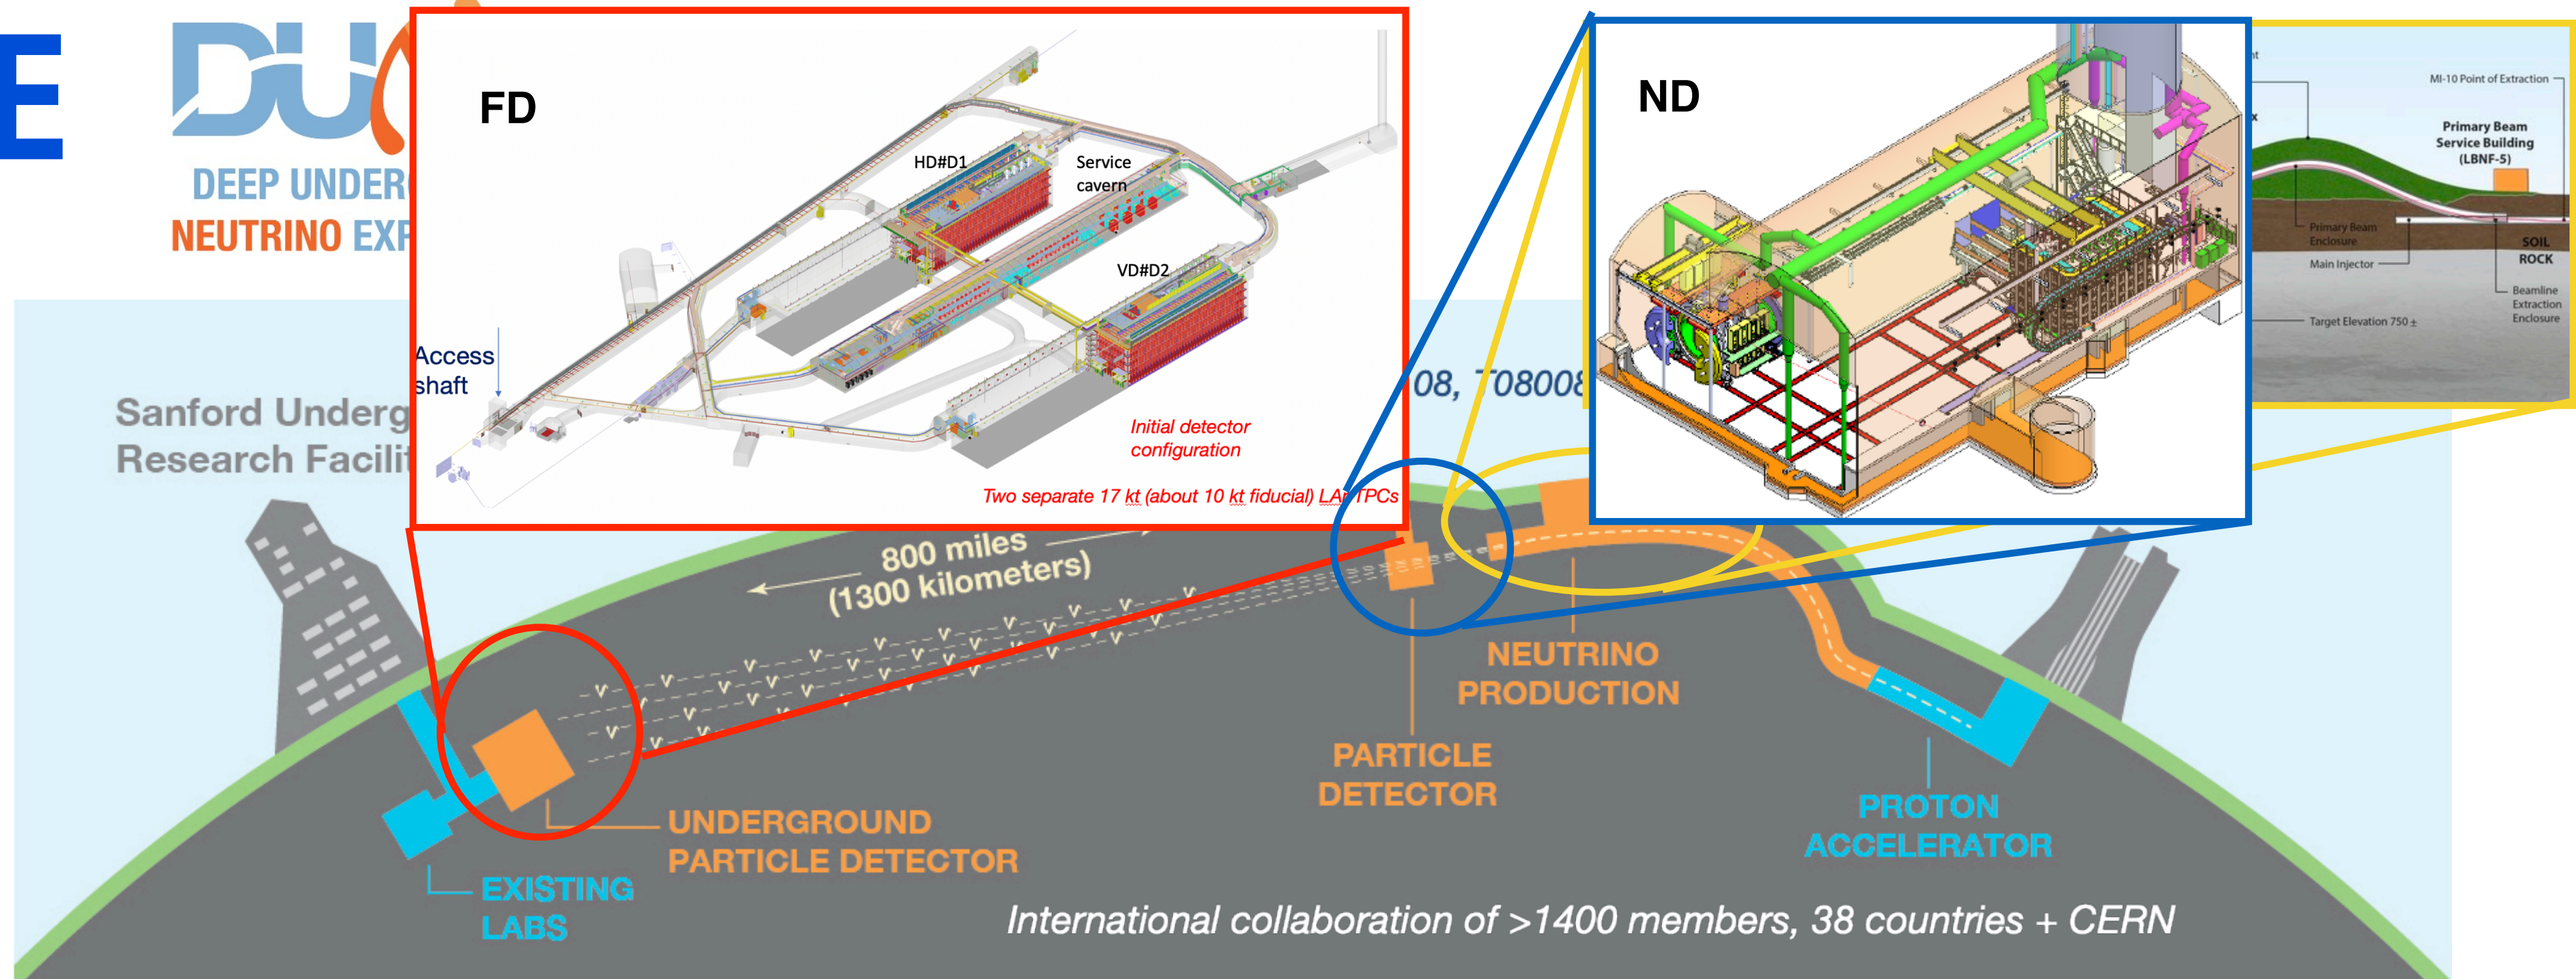 E
DU
DEEP UNDER
NEUTRINO EXP
FD
HD#D1
Service
cavern
VD#D2
Access
shaft
Initial detector
configuration
Two separate 17 kt (about 10 kt fiducial) LAr TPCs
ND
nt
x
MI-10 Point of Extraction
Primary Beam
Service Building
(LBNF-5)
Primary Beam
Enclosure
Main Injector
SOIL
ROCK
Beamline
Extraction
Enclosure
Target Elevation 750 ±
08, T08008
Sanford Underg
Research Facilit
800 miles
(1300 kilometers)
NEUTRINO
PRODUCTION
PARTICLE
DETECTOR
PROTON
ACCELERATOR
UNDERGROUND
PARTICLE DETECTOR
EXISTING
LABS
International collaboration of >1400 members, 38 countries + CERN